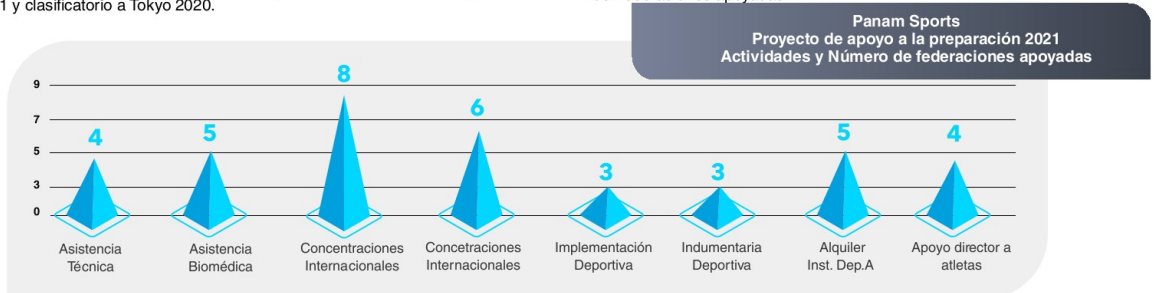 1 y clasificatorio a Tokyo 2020.
Panam Sports
Proyecto de apoyo a la preparación 2021
Actividades y Número de federaciones apoyadas
9
7
5
3
0
4
5
8
6
3
3
5
4
Asistencia
Técnica
Asistencia
Biomédica
Concentraciones
Internacionales
Concetraciones
Internacionales
Implementación
Deportiva
Indumentaria
Deportiva
Alquiler
Inst. Dep.A
Apoyo director a
atletas